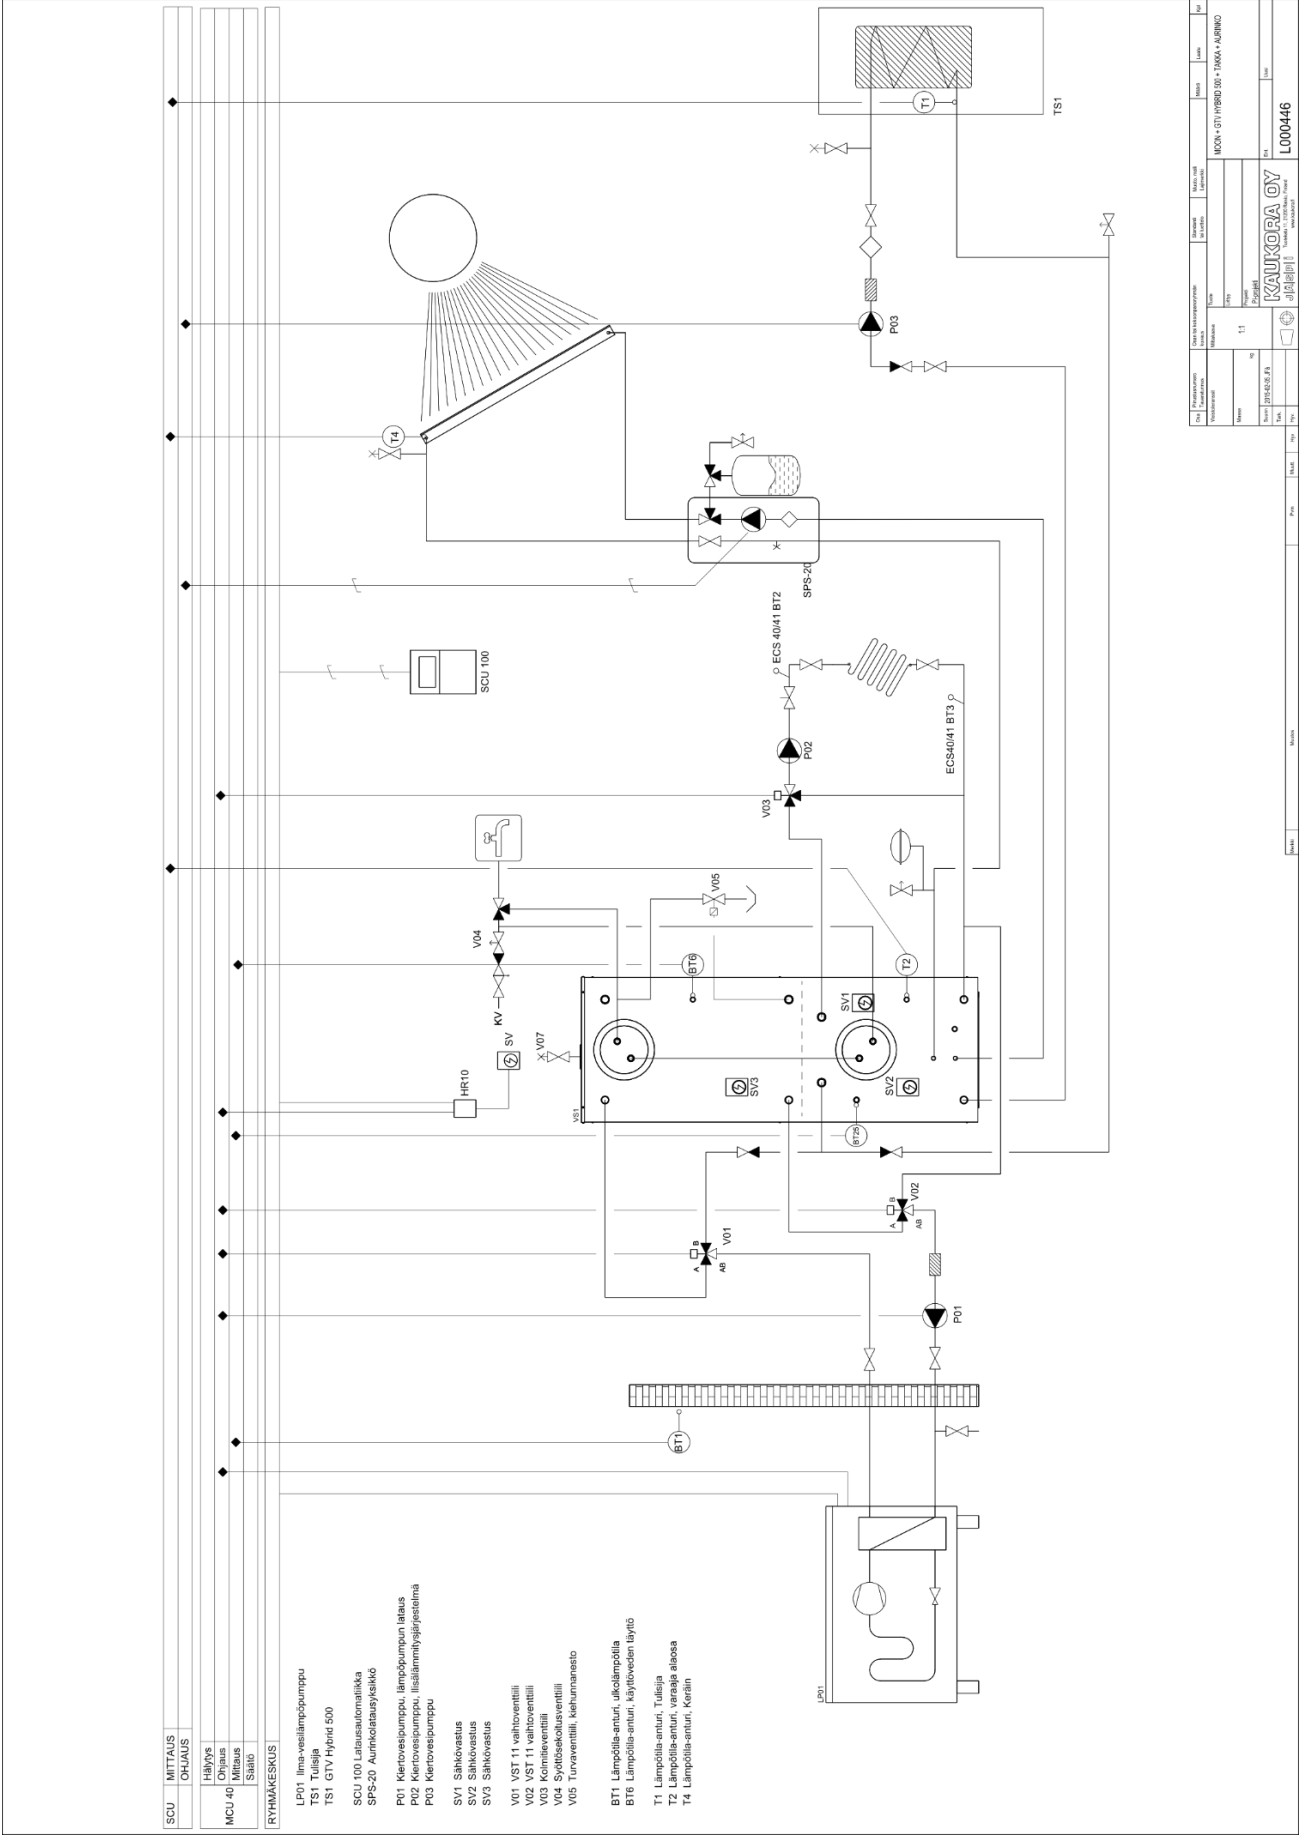 SCU
MITTAUS
OHJAUS
MCU 40
Hälytys
Ohjaus
Mittaus
Säätö
RYHMÄKESKUS
LP01 Ilma-vesilämpöpumppu
TS1 Tulisija
TS1 GTV Hybrid 500
SCU 100 Latausautomatiikka
SPS-20 Aurinkolatausyksikkö
P01 Kiertovesipumppu, lämpöpumpun lataus
P02 Kiertovesipumppu, lisälämmitysjärjestelmä
P03 Kiertovesipumppu
SV1 Sähkövastus
SV2 Sähkövastus
SV3 Sähkövastus
V01 VST 11 vaihtoventtiili
V02 VST 11 vaihtoventtiili
V03 Kolmitieventtiili
V04 Syöttösekoitusventtiili
V05 Turvaventtiili, kiehunnanesto
BT1 Lämpötila-anturi, ulkolämpötila
BT6 Lämpötila-anturi, käyttöveden täyttö
T1 Lämpötila-anturi, Tulisija
T2 Lämpötila-anturi, varaaja alaosa
T4 Lämpötila-anturi, Keräin
LP01
BT1
P01
V01
A
B
AB
V02
A
B
AB
HR10
SV
KV
V04
V07
VS1
BT25
BT6
SV1
SV2
SV3
T2
V05
V03
P02
ECS 40/41 BT2
ECS40/41 BT3
SCU 100
SPS-20
T4
P03
T1
TS1
MOON + GTV HYBRID 500 + TAKKA + AURINKO
1:1
kg
KAUKORA OY
JÄSPI
L000446